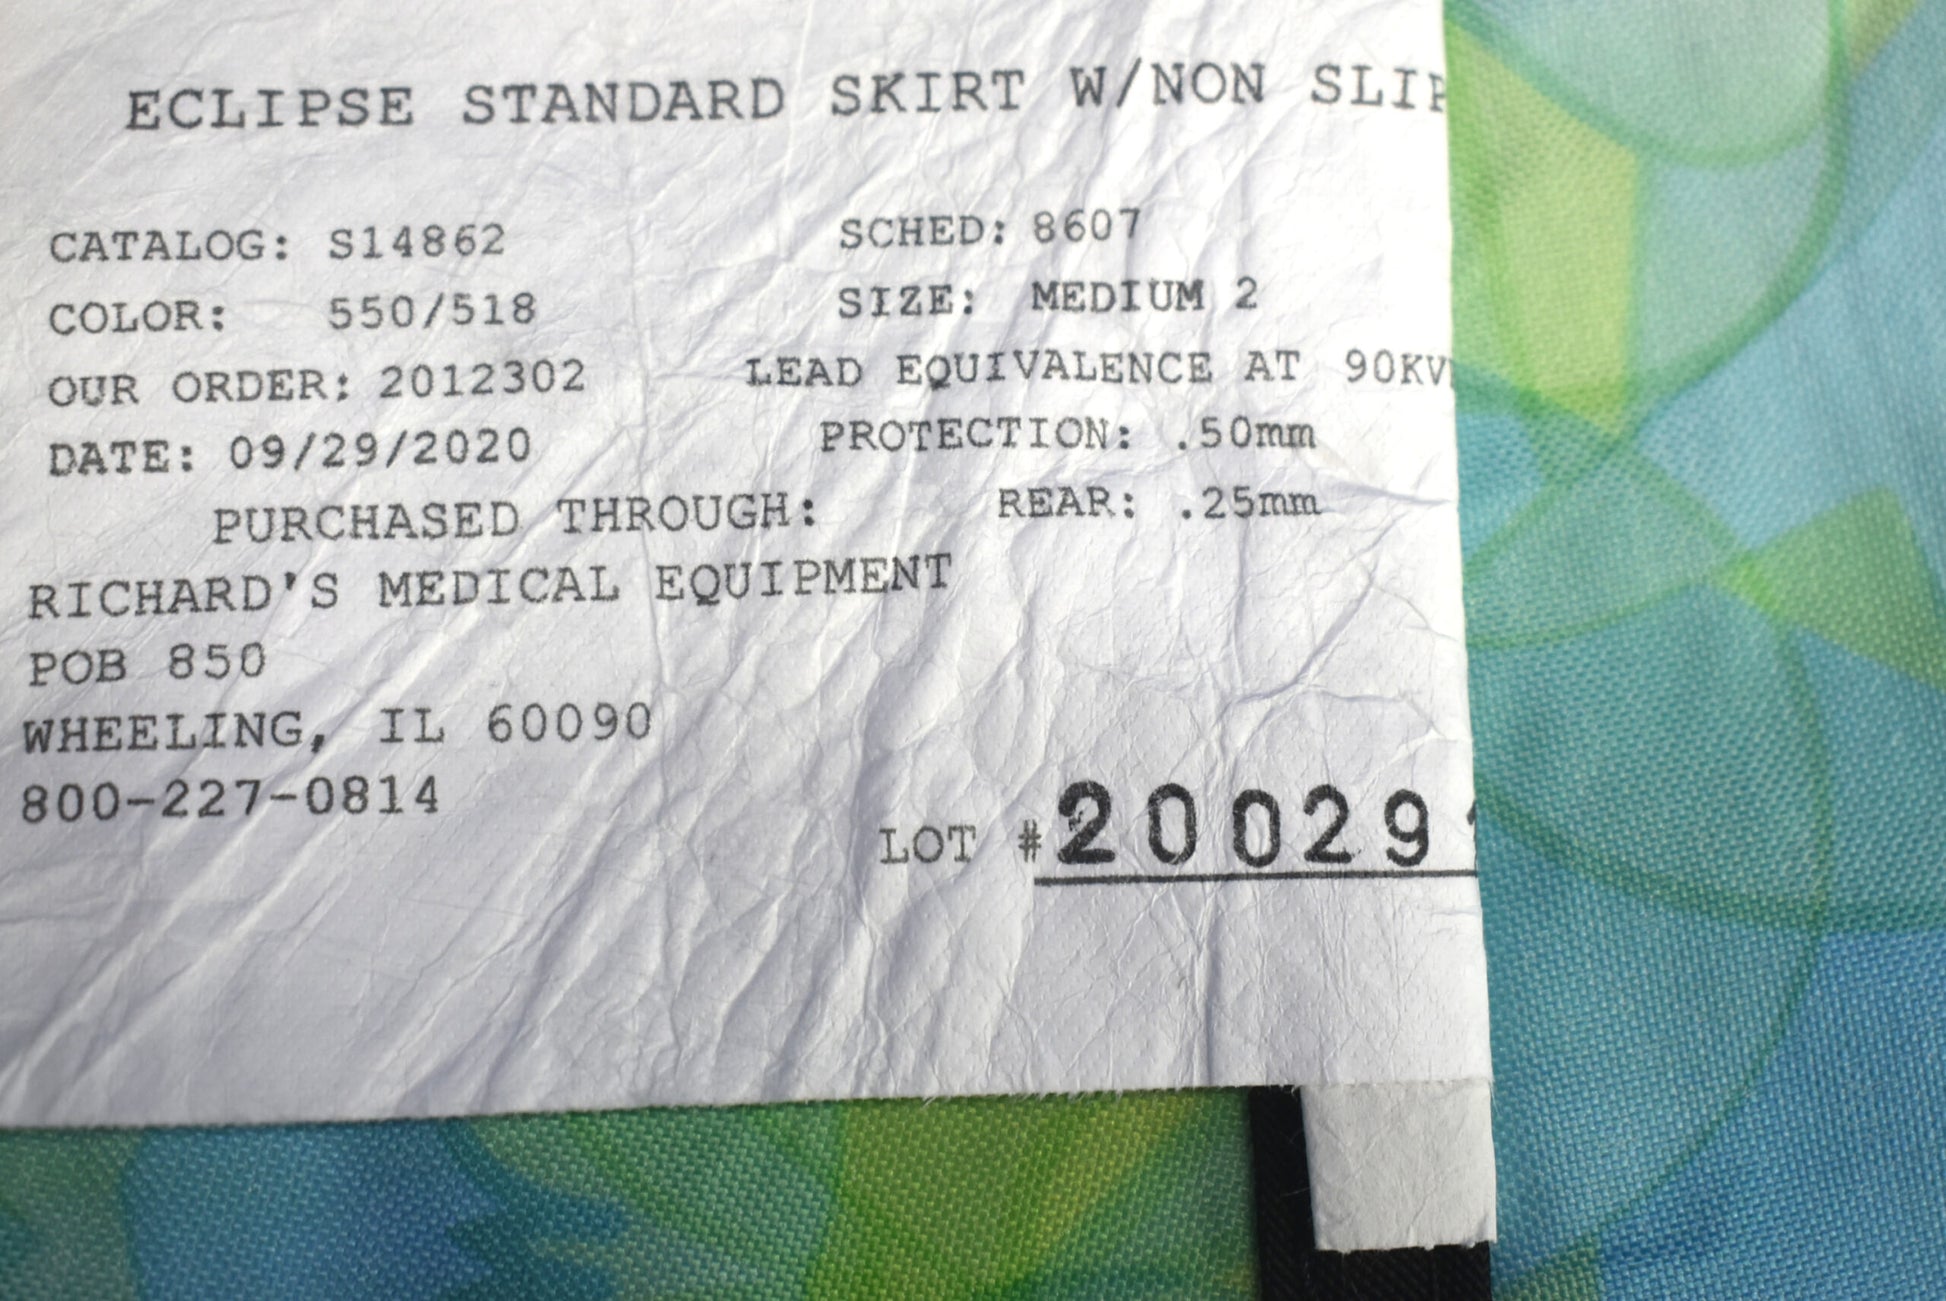 ECLIPSE STANDARD SKIRT W/NON SLIP
CATALOG: S14862 SCHED: 8607
COLOR: 550/518 SIZE: MEDIUM 2
OUR ORDER: 2012302 LEAD EQUIVALENCE AT 90KV
DATE: 09/29/2020 PROTECTION: .50mm
PURCHASED THROUGH: REAR: .25mm
RICHARD'S MEDICAL EQUIPMENT
POB 850
WHEELING, IL 60090
800-227-0814
LOT #20029